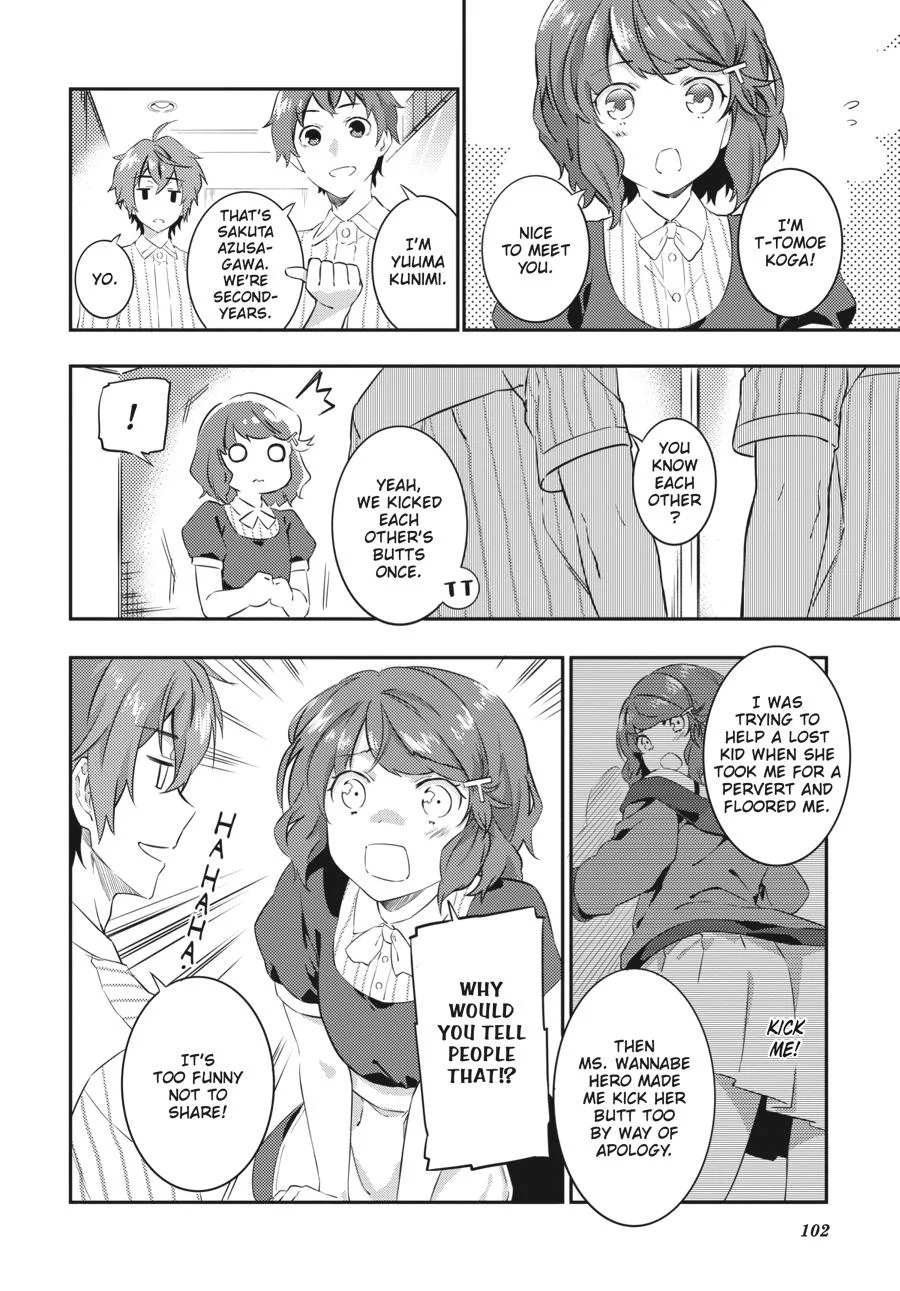 I'M
T-TOMOE
KOGA!
NICE
TO MEET
YOU.
I'M
YUUMA
KUNIMI.
THAT'S
SAKUTA
AZUSA-
GAWA.
WE'RE
SECOND-
YEARS.
YO.
YOU
KNOW
EACH
OTHER
?
YEAH,
WE KICKED
EACH
OTHER'S
BUTTS
ONCE.
TT
!
I WAS
TRYING TO
HELP A LOST
KID WHEN SHE
TOOK ME FOR A
PERVERT AND
FLOORED ME.
KICK
ME!
THEN
MS. WANNABE
HERO MADE
ME KICK HER
BUTT TOO
BY WAY OF
APOLOGY.
WHY
WOULD
YOU TELL
PEOPLE
THAT!?
HAHAHA.
IT'S
TOO FUNNY
NOT TO
SHARE!
102